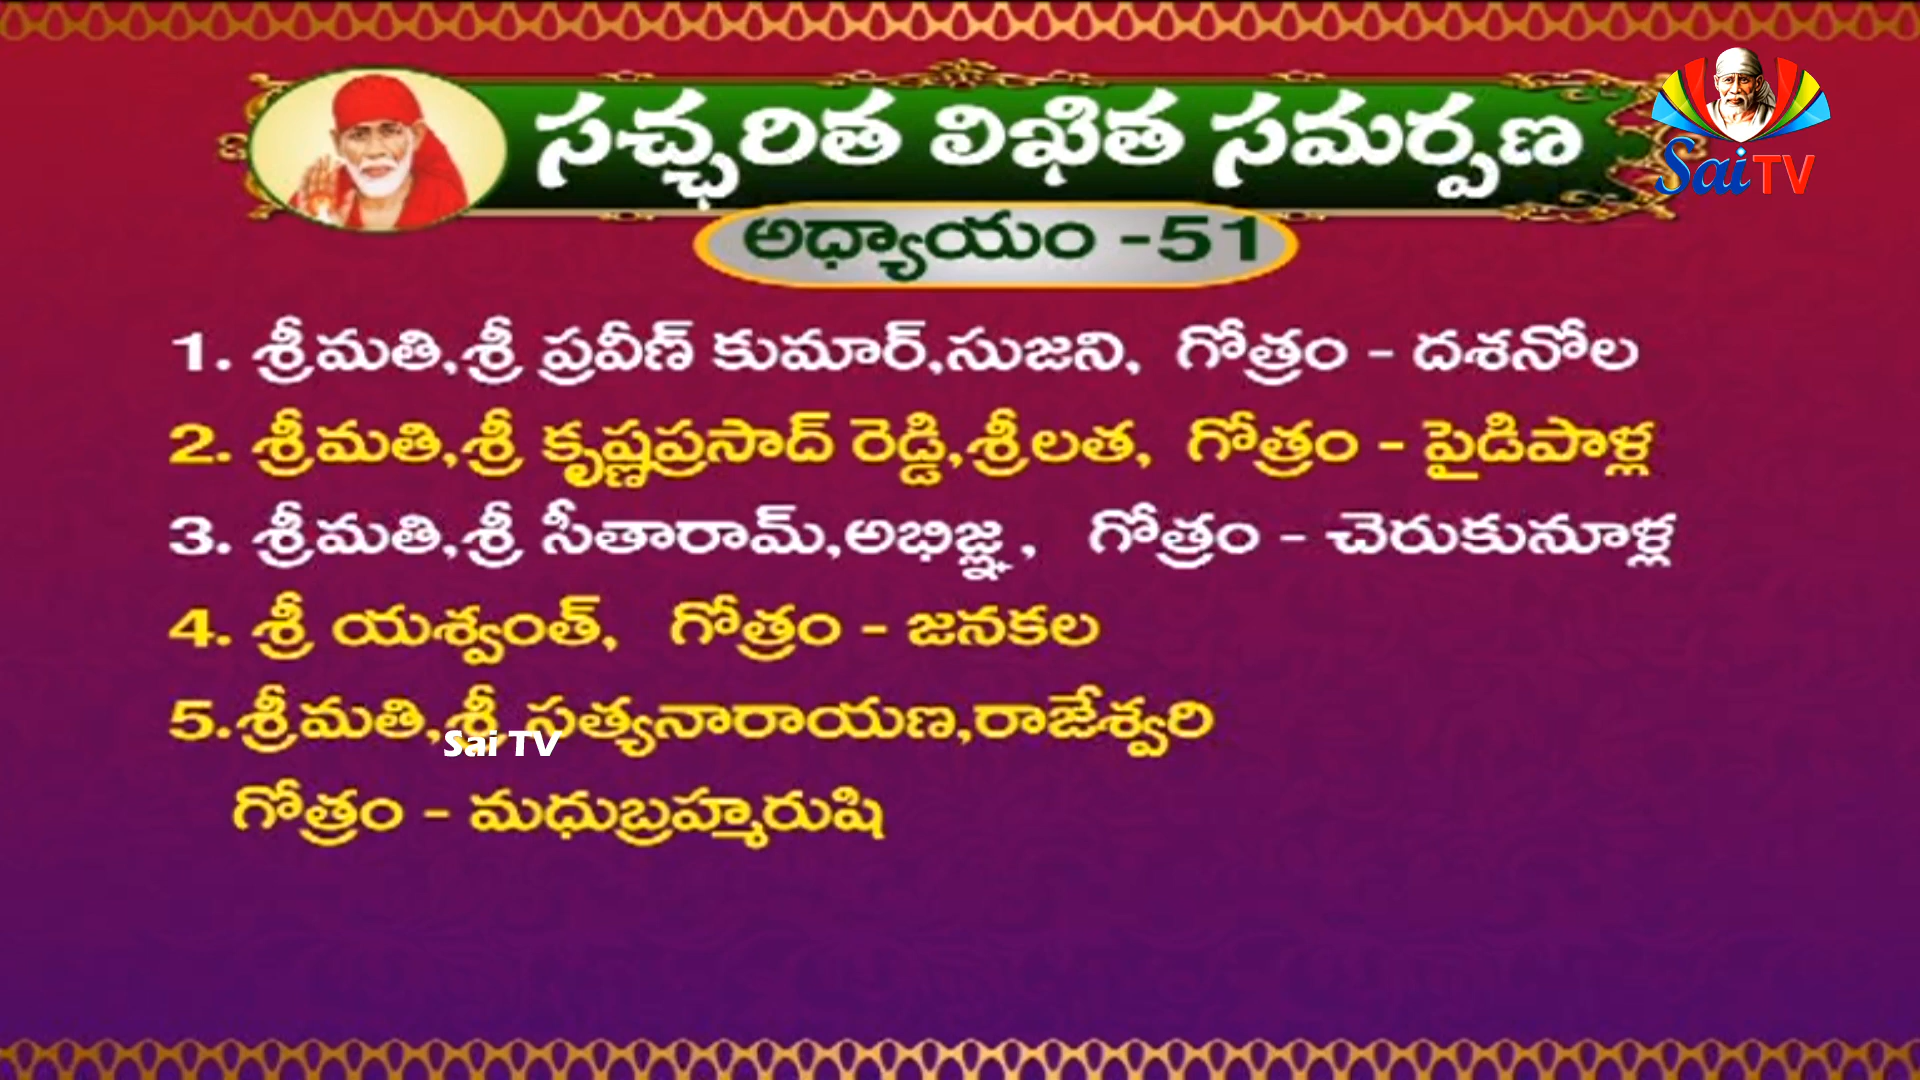 సచ్చరిత లిఖిత సమర్పణ
Sai TV
అధ్యాయం -51
1. శ్రీమతి,శ్రీ ప్రవీణ్ కుమార్,సుజని, గోత్రం - దశనోల
2. శ్రీమతి,శ్రీ కృష్ణప్రసాద్ రెడ్డి,శ్రీలత, గోత్రం - పైడిపాళ్ల
3. శ్రీమతి,శ్రీ సీతారామ్,అభిజ్ఞ, గోత్రం - చెరుకునూళ్ల
4. శ్రీ యశ్వంత్, గోత్రం - జనకల
5.శ్రీమతి,శ్రీ సత్యనారాయణ,రాజేశ్వరి
Sai TV
గోత్రం - మధుబ్రహ్మరుషి